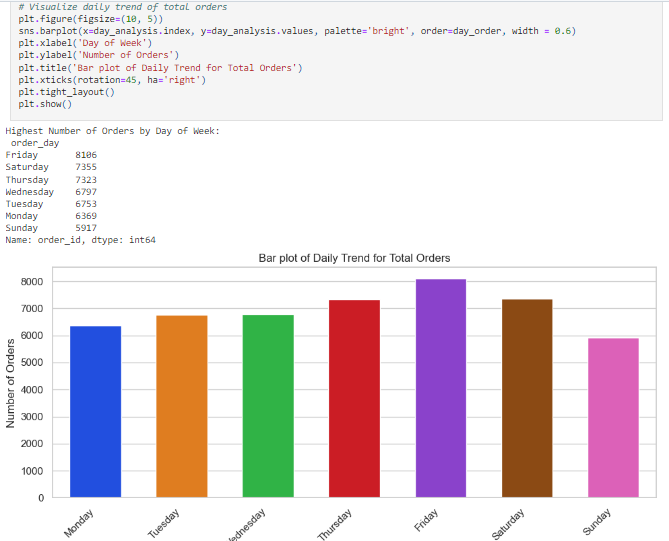 # Visualize daily trend of total orders
plt.figure(figsize=(10, 5))
sns.barplot(x=day_analysis.index, y=day_analysis.values, palette='bright', order=day_order, width = 0.6)
plt.xlabel('Day of Week')
plt.ylabel('Number of Orders')
plt.title('Bar plot of Daily Trend for Total Orders')
plt.xticks(rotation=45, ha='right')
plt.tight_layout()
plt.show()
Highest Number of Orders by Day of Week:
order_day
Friday 8106
Saturday 7355
Thursday 7323
Wednesday 6797
Tuesday 6753
Monday 6369
Sunday 5917
Name: order_id, dtype: int64
Bar plot of Daily Trend for Total Orders
Number of Orders
8000
7000
6000
5000
4000
3000
2000
1000
0
Monday
Tuesday
ednesday
Thursday
Friday
Saturday
Sunday